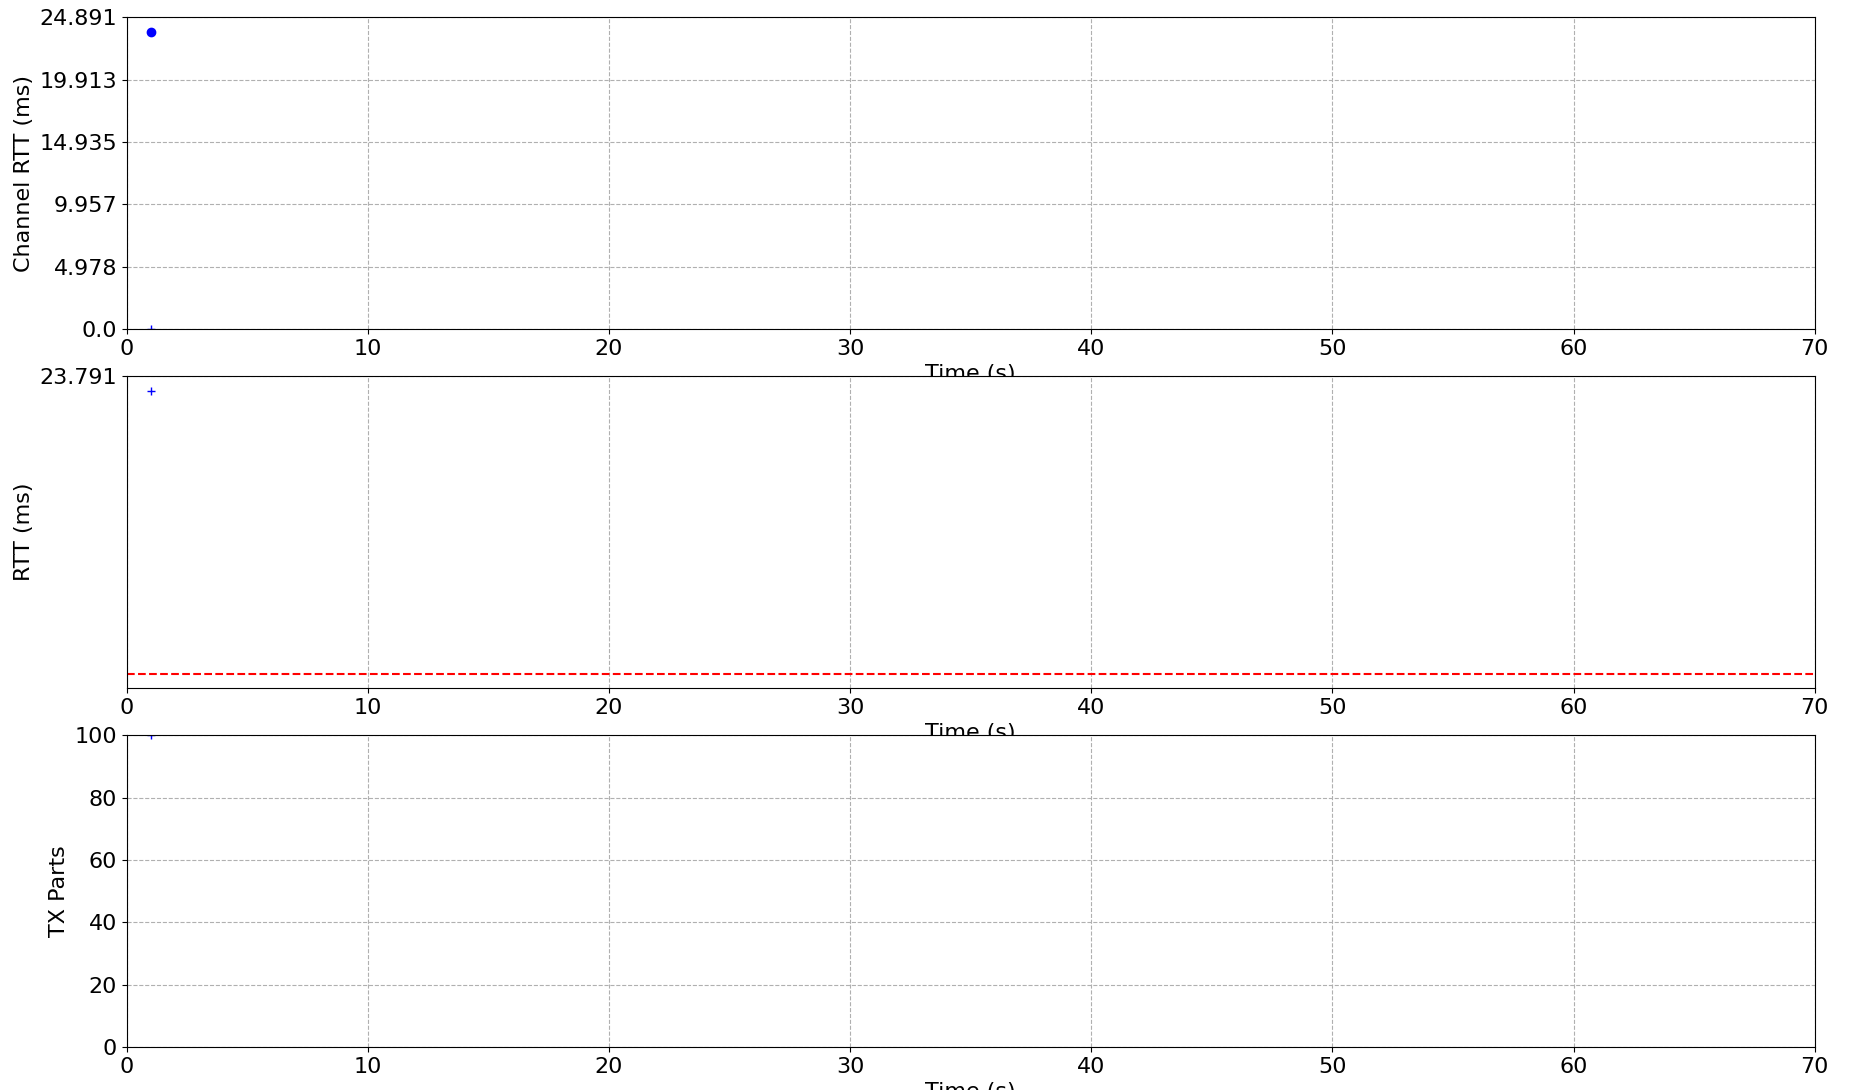 Channel RTT (ms)
24.891
19.913
14.935
9.957
4.978
0.0
0 10 20 30 40 50 60 70
Time (s)
RTT (ms)
23.791
0 10 20 30 40 50 60 70
Time (s)
TX Parts
100
80
60
40
20
0
0 10 20 30 40 50 60 70
Time (s)